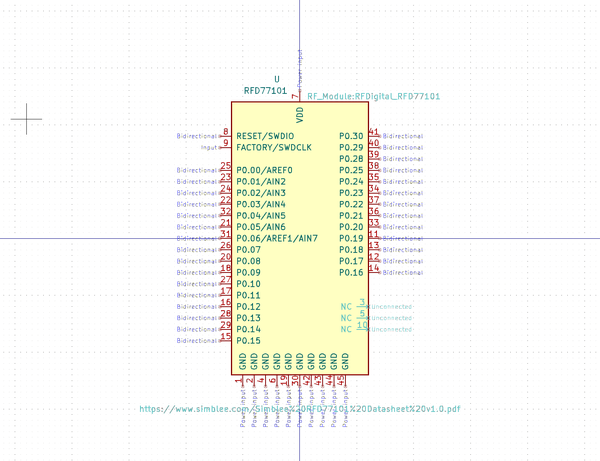 Power input
U
RFD77101
7
RF_Module:RFDigital_RFD77101
VDD
Bidirectional 8 RESET/SWDIO P0.30 41 Bidirectional
Input 9 FACTORY/SWDCLK P0.29 40 Bidirectional
P0.28 39 Bidirectional
Bidirectional 25 P0.00/AREF0 P0.25 38 Bidirectional
Bidirectional 23 P0.01/AIN2 P0.24 35 Bidirectional
Bidirectional 24 P0.02/AIN3 P0.23 34 Bidirectional
Bidirectional 22 P0.03/AIN4 P0.22 37 Bidirectional
Bidirectional 32 P0.04/AIN5 P0.21 36 Bidirectional
Bidirectional 21 P0.05/AIN6 P0.20 33 Bidirectional
Bidirectional 31 P0.06/AREF1/AIN7 P0.19 11 Bidirectional
Bidirectional 26 P0.07 P0.18 13 Bidirectional
Bidirectional 20 P0.08 P0.17 12 Bidirectional
Bidirectional 18 P0.09 P0.16 14 Bidirectional
Bidirectional 27 P0.10
Bidirectional 17 P0.11
Bidirectional 16 P0.12 NC 3 Unconnected
Bidirectional 28 P0.13 NC 5 Unconnected
Bidirectional 29 P0.14 NC 10 Unconnected
Bidirectional 15 P0.15
GND GND GND GND GND GND GND GND GND GND
1 2 4 6 19 30 42 43 44 45
Power input Power input Power input Power input Power input Power input Power input Power input Power input Power input
https://www.simblee.com/Simblee%20RFD77101%20Datasheet%20v1.0.pdf